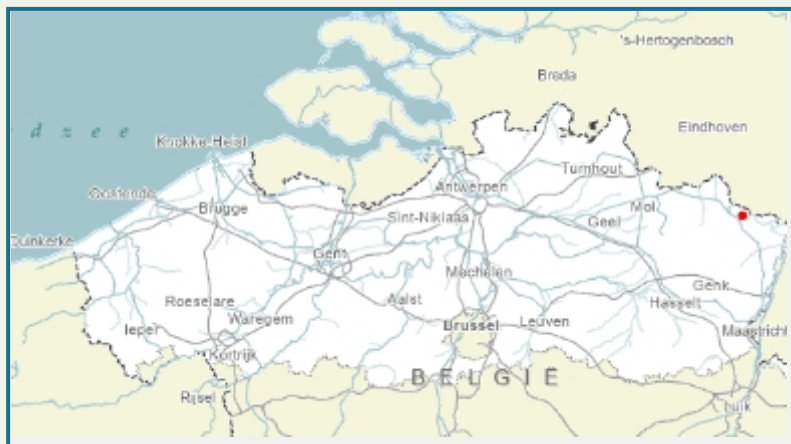 's-Hertogenbosch
Breda
d z e e
Eindhoven
Knokke-Heist
Turnhout
Antwerpen
Oostende
Brugge
Sint-Niklaas
Geel
Mol
Duinkerke
Gent
Mechelen
Genk
Roeselare
Aalst
Hasselt
Ieper
Waregem
Brussel
Leuven
Maastricht
Kortrijk
BELGIË
Rijsel
Luik